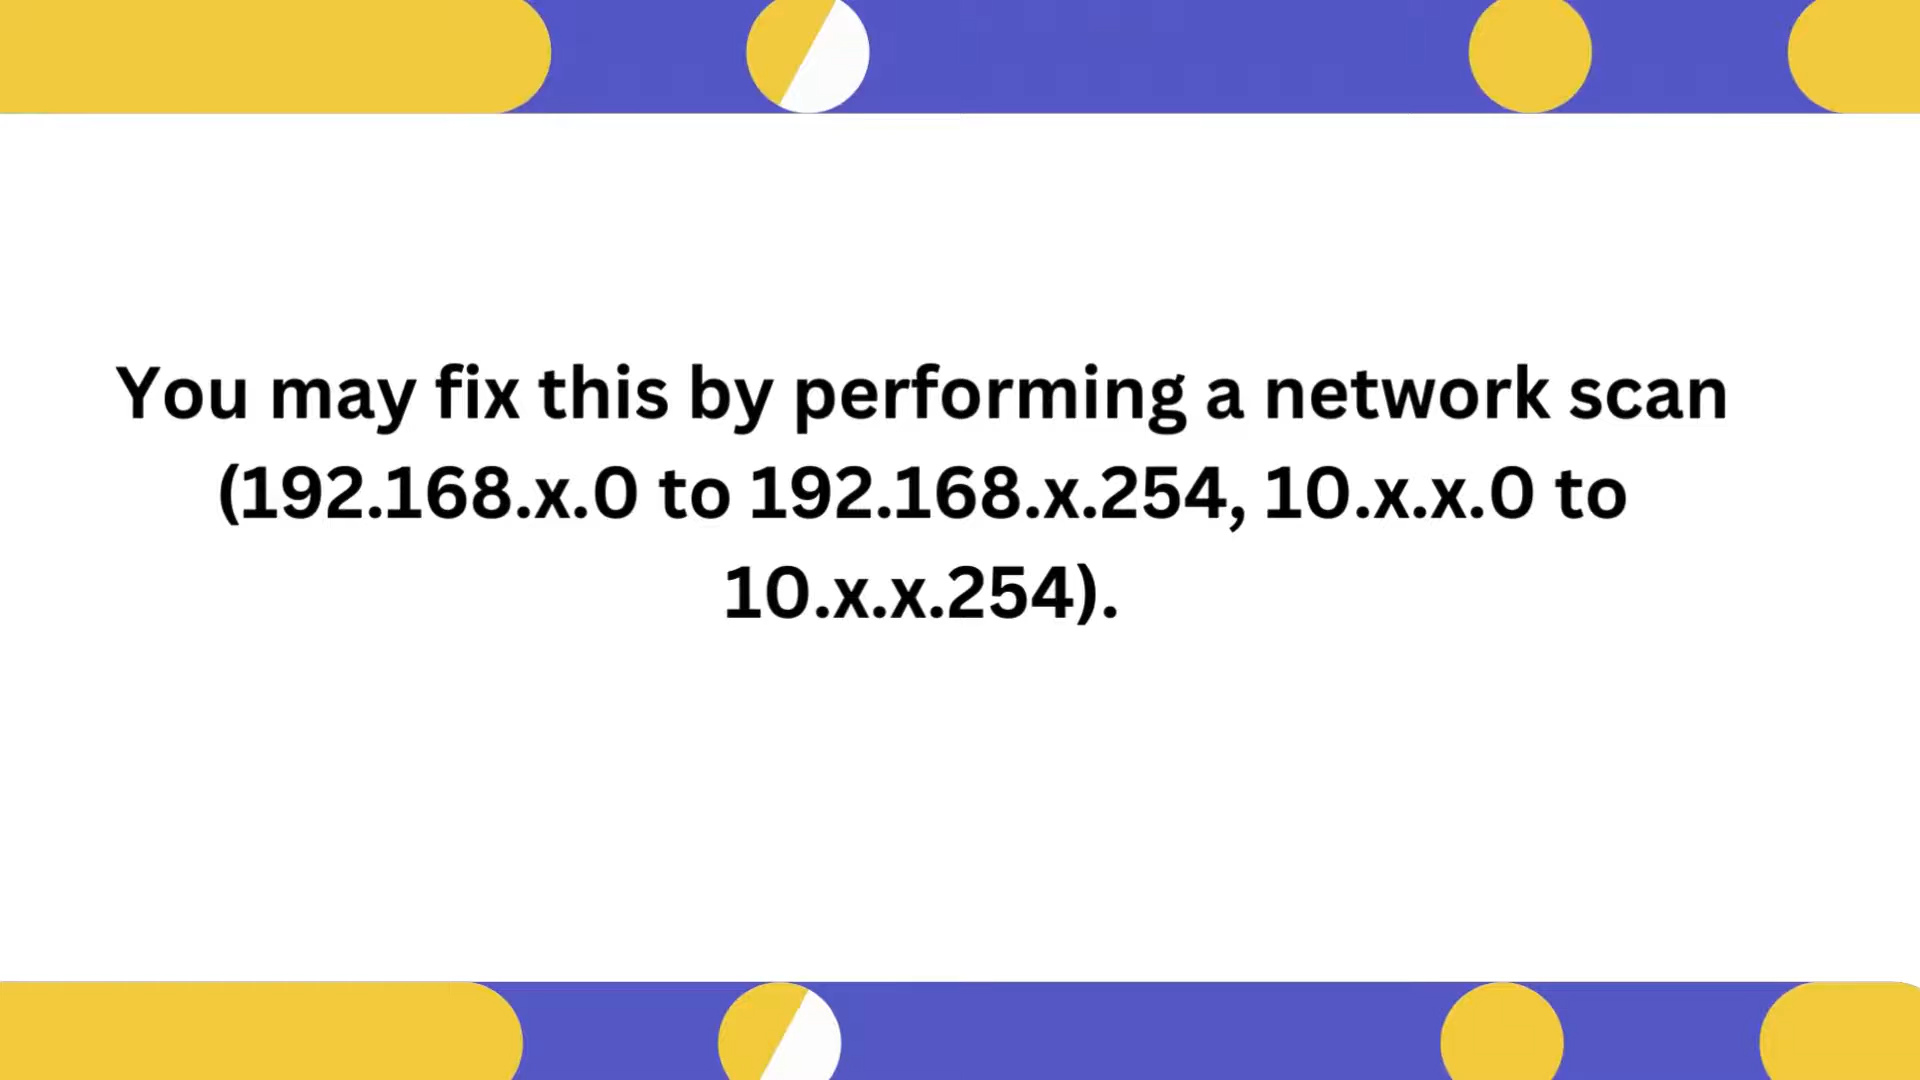 You may fix this by performing a network scan
(192.168.x.0 to 192.168.x.254, 10.x.x.0 to
10.x.x.254).